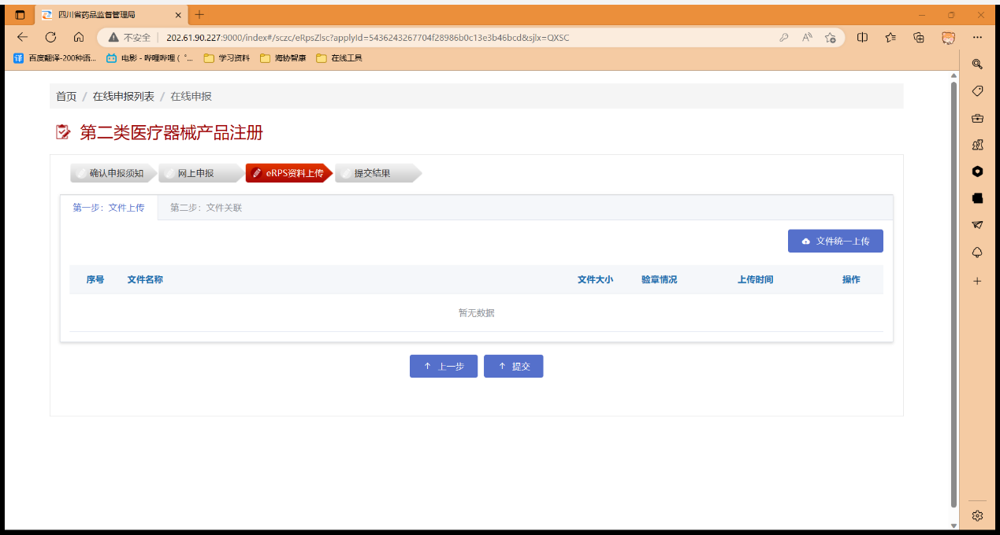 四川省药品监督管理局
不安全 202.61.90.227:9000/index#/sczc/eRpsZlsc?applyId=5436243267704f28986b0c13e3b46bcd&sjlx=QXSC
译 百度翻译-200种语... 电影 - 哔哩哔哩 ( ゜... 学习资料 海协智康 在线工具
首页 / 在线申报列表 / 在线申报
第二类医疗器械产品注册
确认申报须知 网上申报 eRPS资料上传 提交结果
第一步：文件上传 第二步：文件关联
文件统一上传
序号 文件名称 文件大小 验章情况 上传时间 操作
暂无数据
上一步 提交